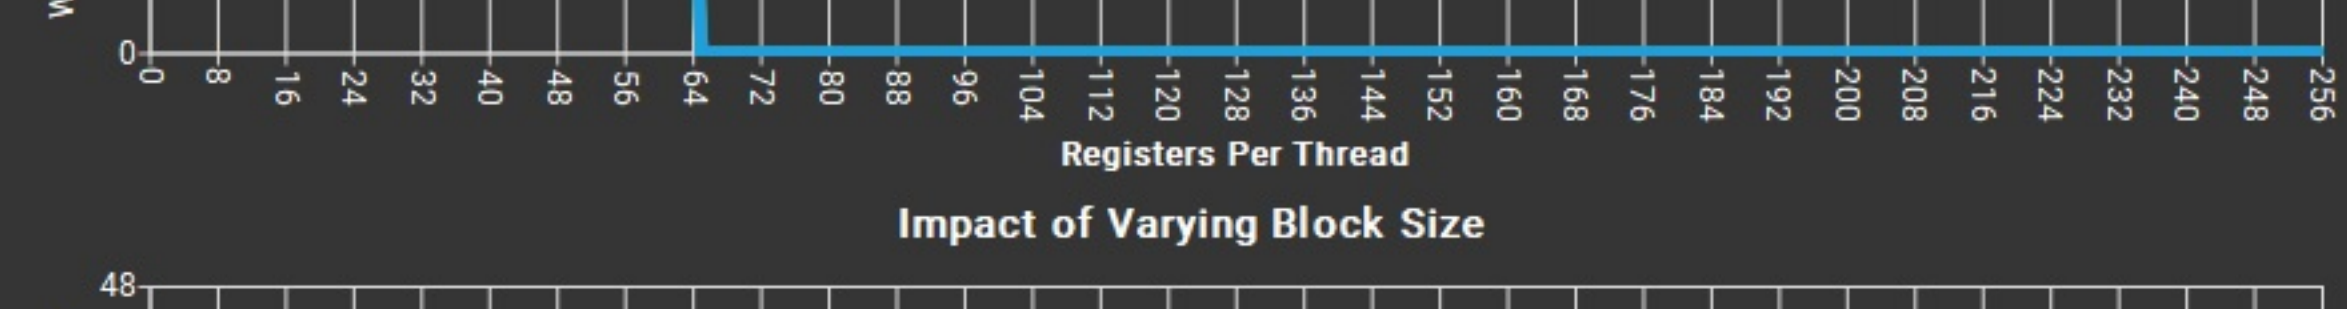 0
0 8 16 24 32 40 48 56 64 72 80 88 96 104 112 120 128 136 144 152 160 168 176 184 192 200 208 216 224 232 240 248 256
Registers Per Thread
Impact of Varying Block Size
48